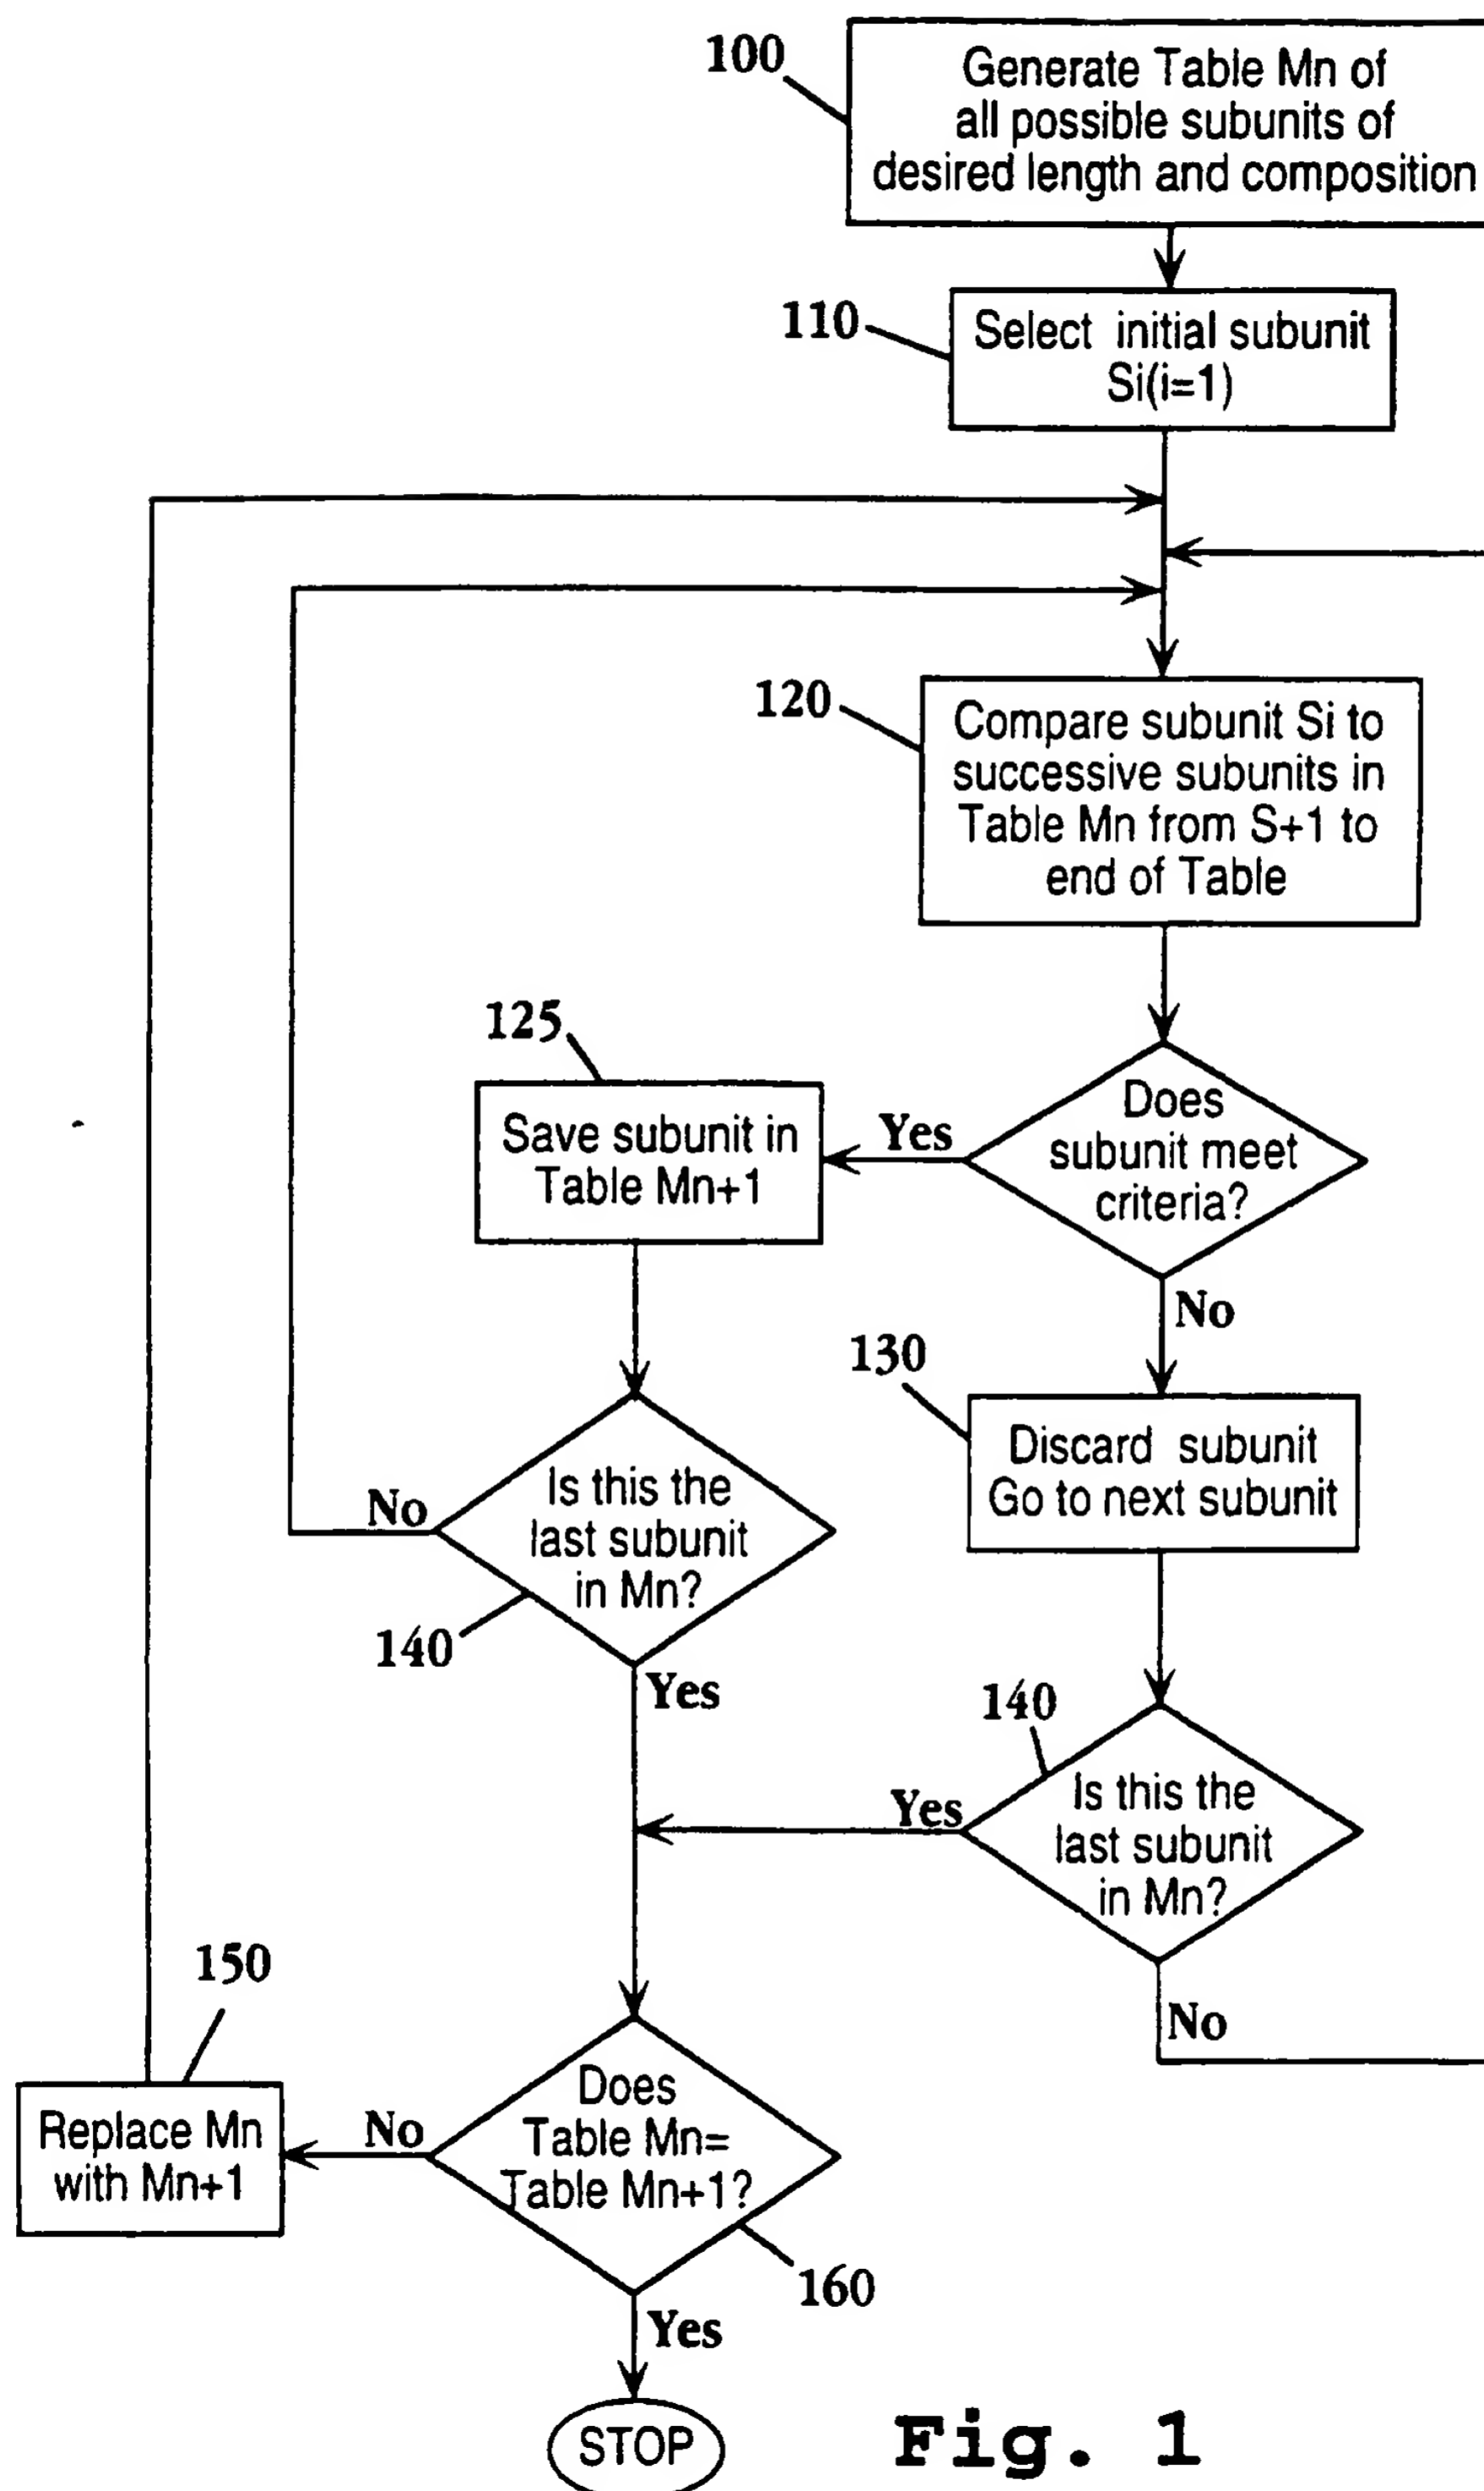 100
Generate Table Mn of
all possible subunits of
desired length and composition
110
Select initial subunit
Si(i=1)
120
Compare subunit Si to
successive subunits in
Table Mn from S+1 to
end of Table
125
Save subunit in
Table Mn+1
Yes
Does
subunit meet
criteria?
No
130
Discard subunit
Go to next subunit
No
Is this the
last subunit
in Mn?
140
Yes
140
Yes
Is this the
last subunit
in Mn?
No
150
Replace Mn
with Mn+1
No
Does
Table Mn=
Table Mn+1?
160
Yes
STOP
Fig. 1